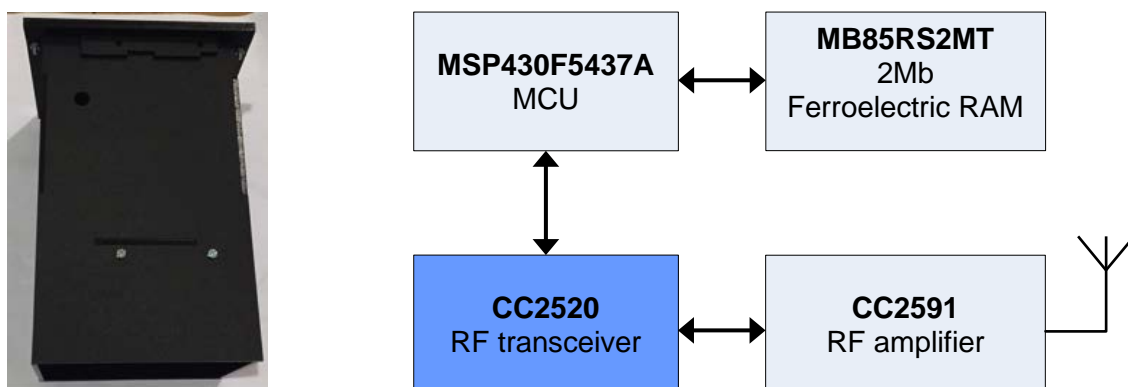 MSP430F5437A
MCU
MB85RS2MT
2Mb
Ferroelectric RAM
CC2520
RF transceiver
CC2591
RF amplifier